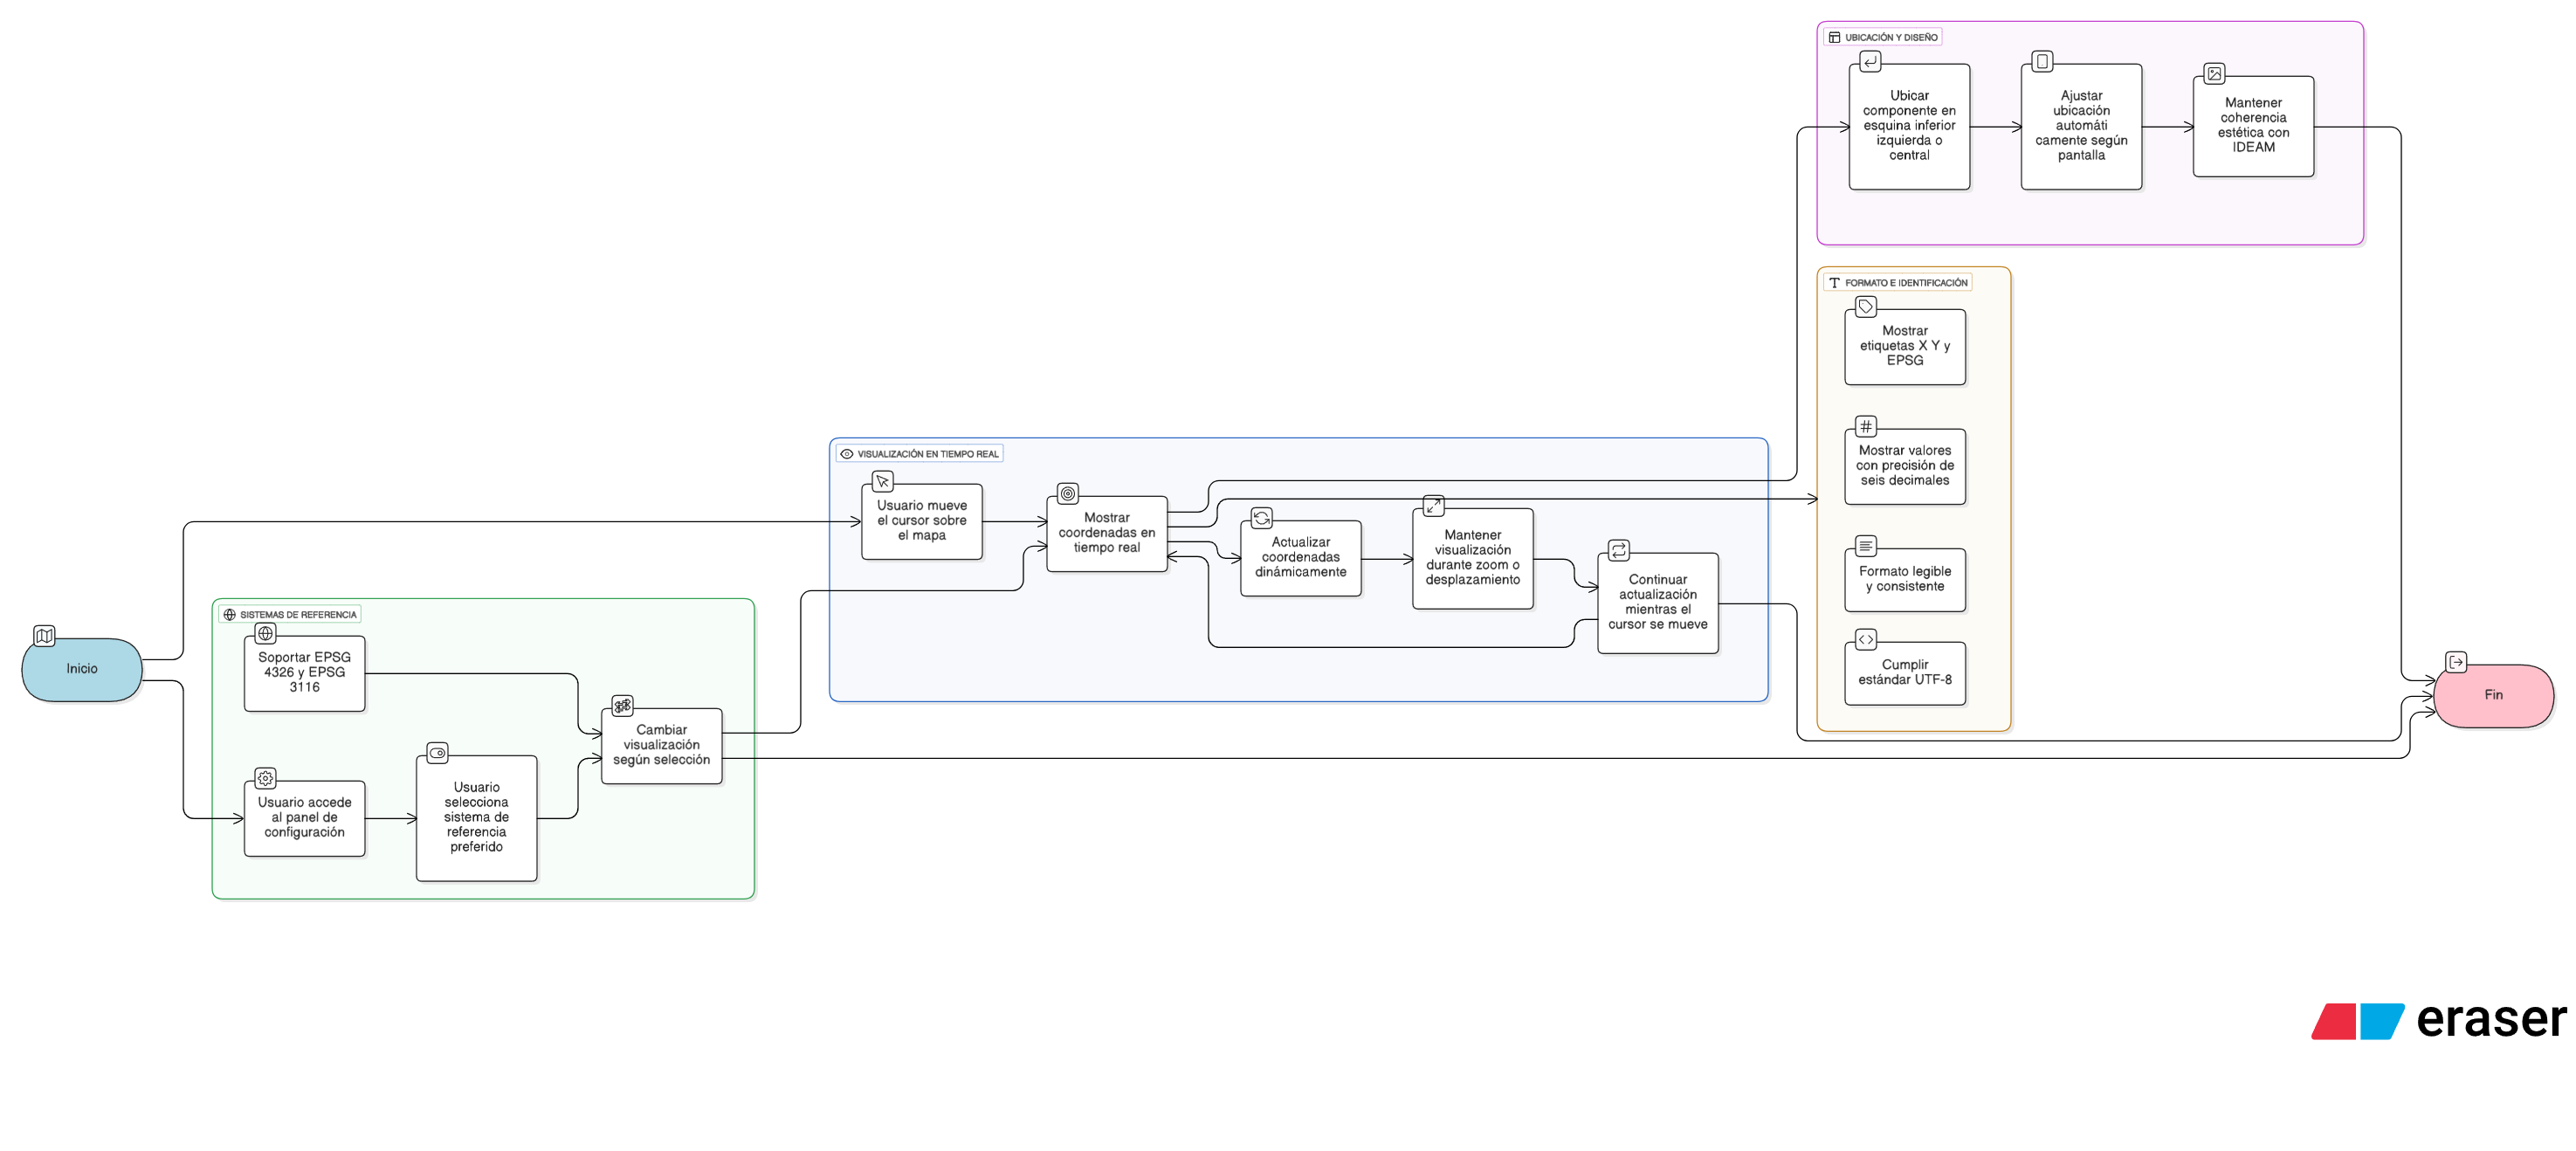 UBICACIÓN Y DISEÑO
Ubicar
componente en
esquina inferior
izquierda o
central
Ajustar
ubicación
automáti
camente según
pantalla
Mantener
coherencia
estética con
IDEAM
FORMATO E IDENTIFICACIÓN
Mostrar
etiquetas X Y y
EPSG
Mostrar valores
con precisión de
seis decimales
Formato legible
y consistente
Cumplir
estándar UTF-8
VISUALIZACIÓN EN TIEMPO REAL
Usuario mueve
el cursor sobre
el mapa
Mostrar
coordenadas en
tiempo real
Actualizar
coordenadas
dinámicamente
Mantener
visualización
durante zoom o
desplazamiento
Continuar
actualización
mientras el
cursor se mueve
SISTEMAS DE REFERENCIA
Soportar EPSG
4326 y EPSG
3116
Usuario accede
al panel de
configuración
Usuario
selecciona
sistema de
referencia
preferido
Cambiar
visualización
según selección
Inicio
Fin
eraser